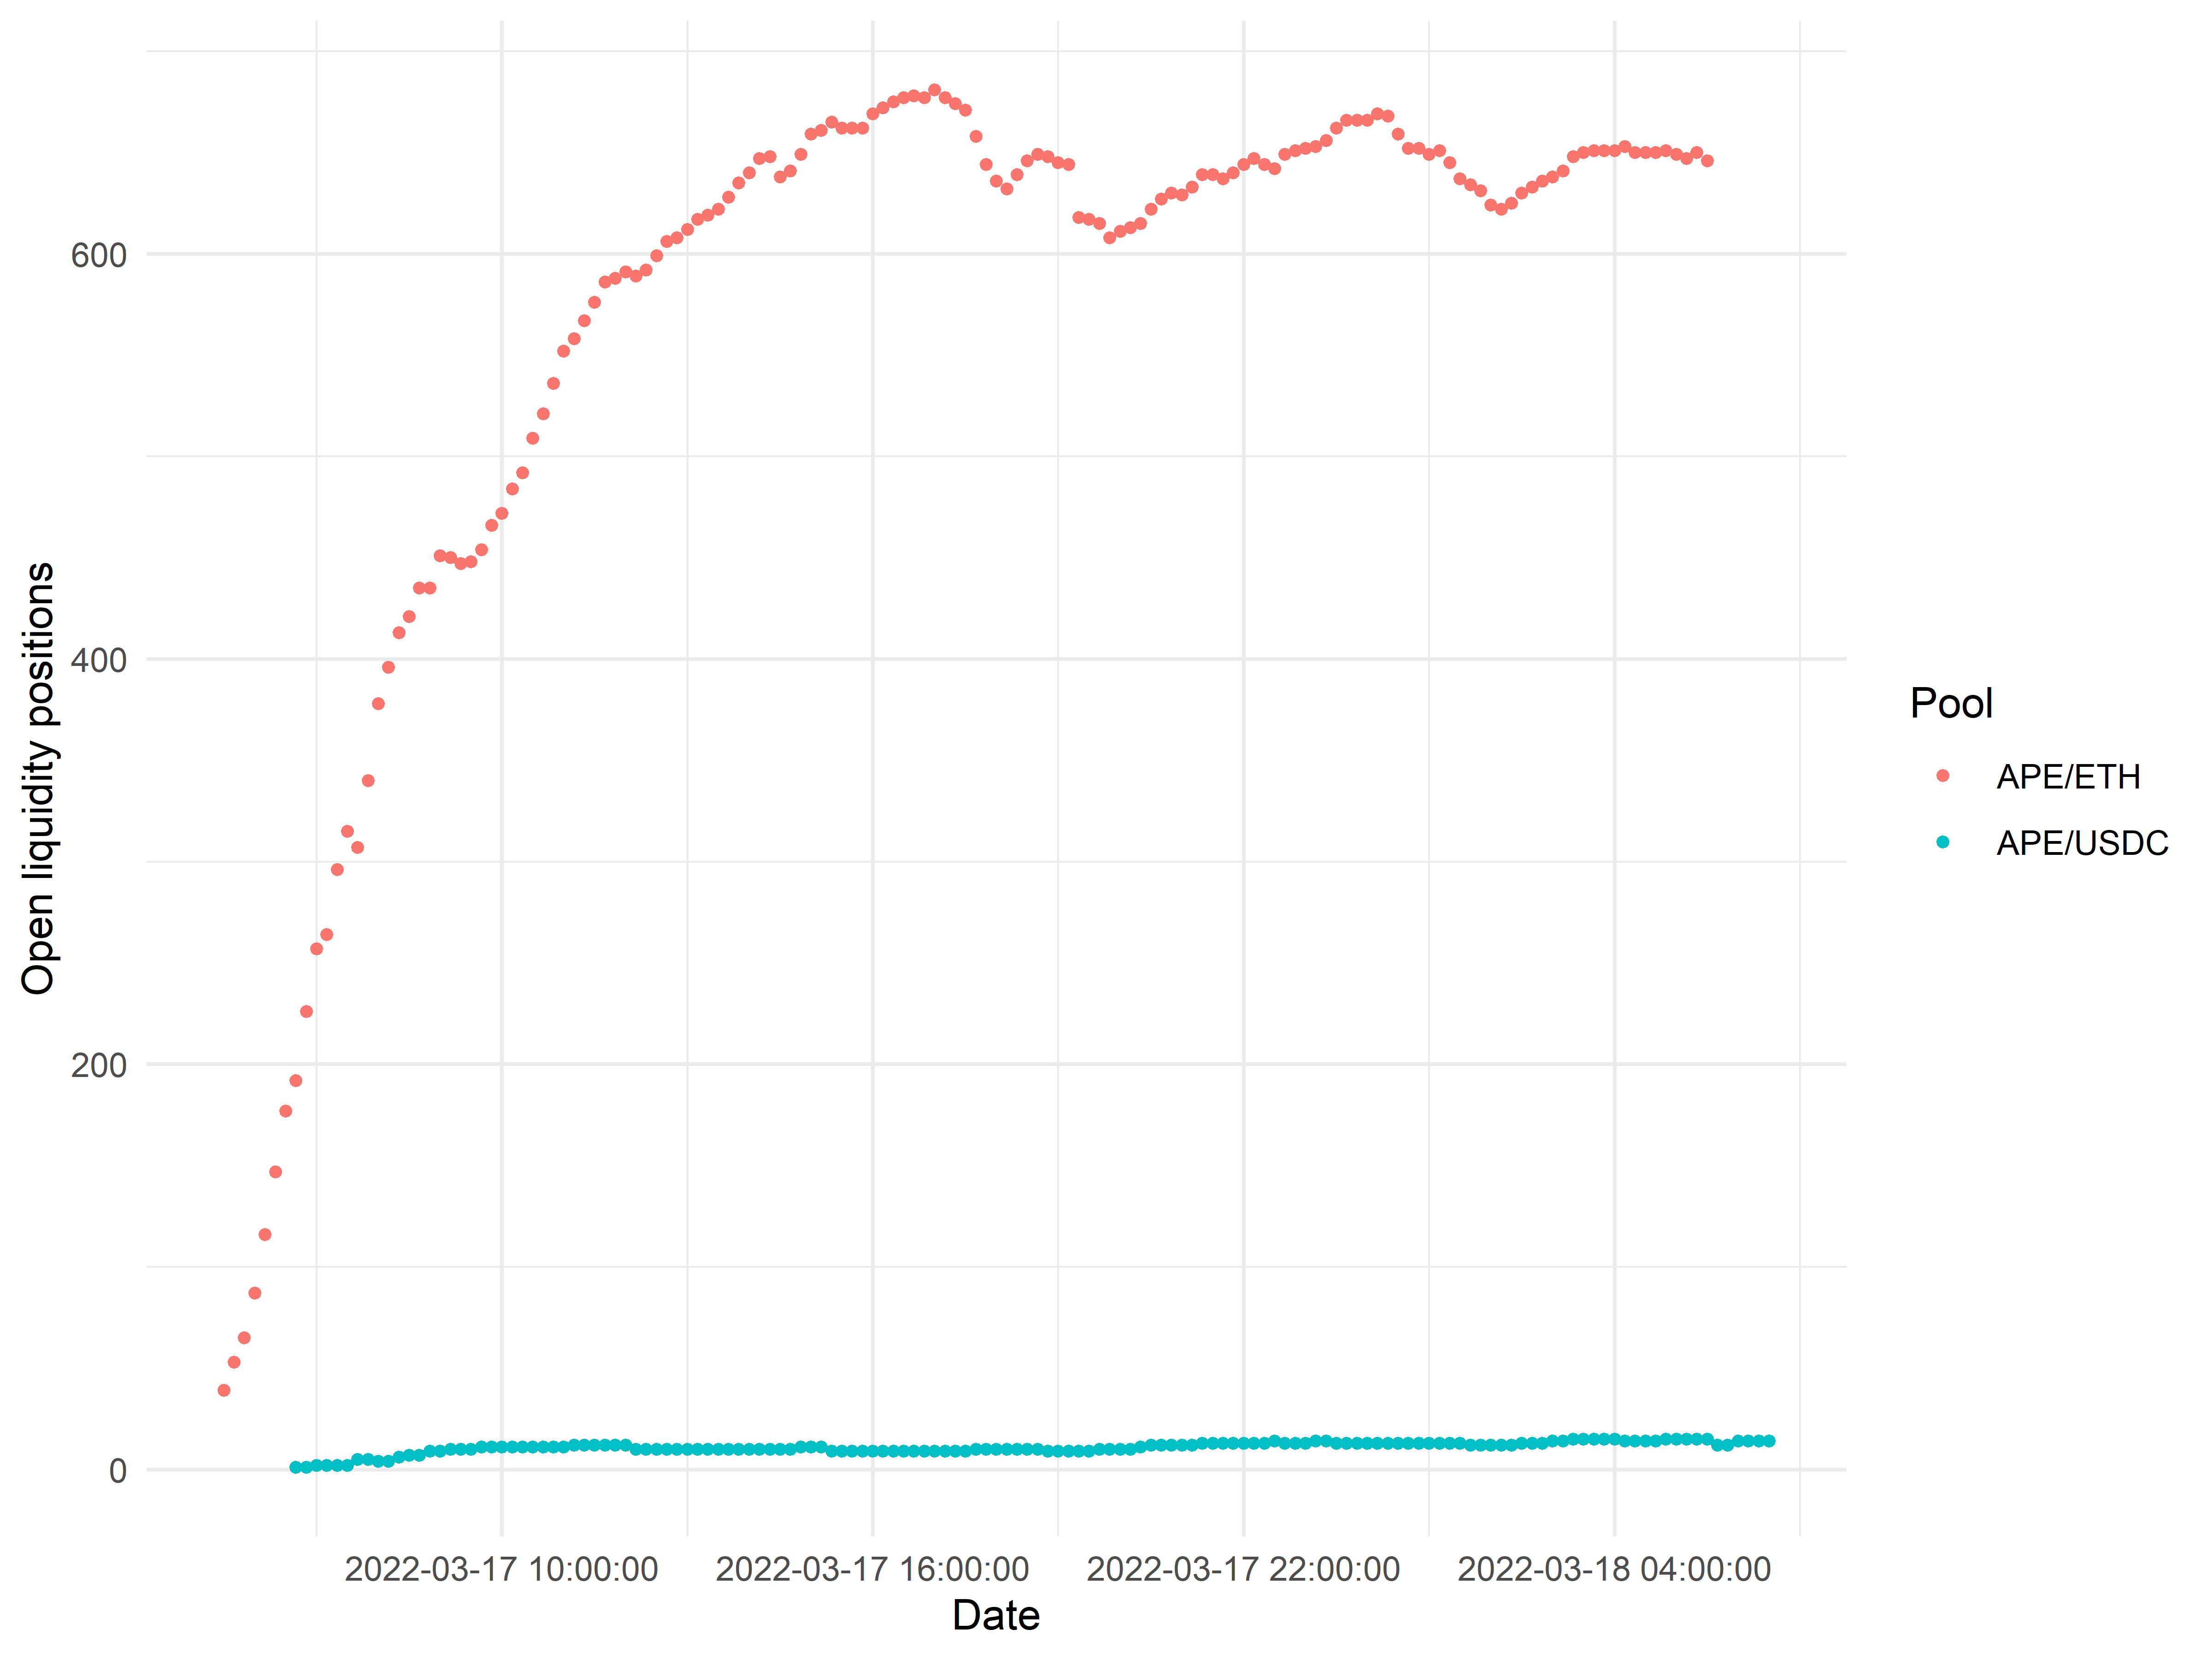 Open liquidity positions
600
400
200
0
2022-03-17 10:00:00
2022-03-17 16:00:00
2022-03-17 22:00:00
2022-03-18 04:00:00
Date
Pool
APE/ETH
APE/USDC